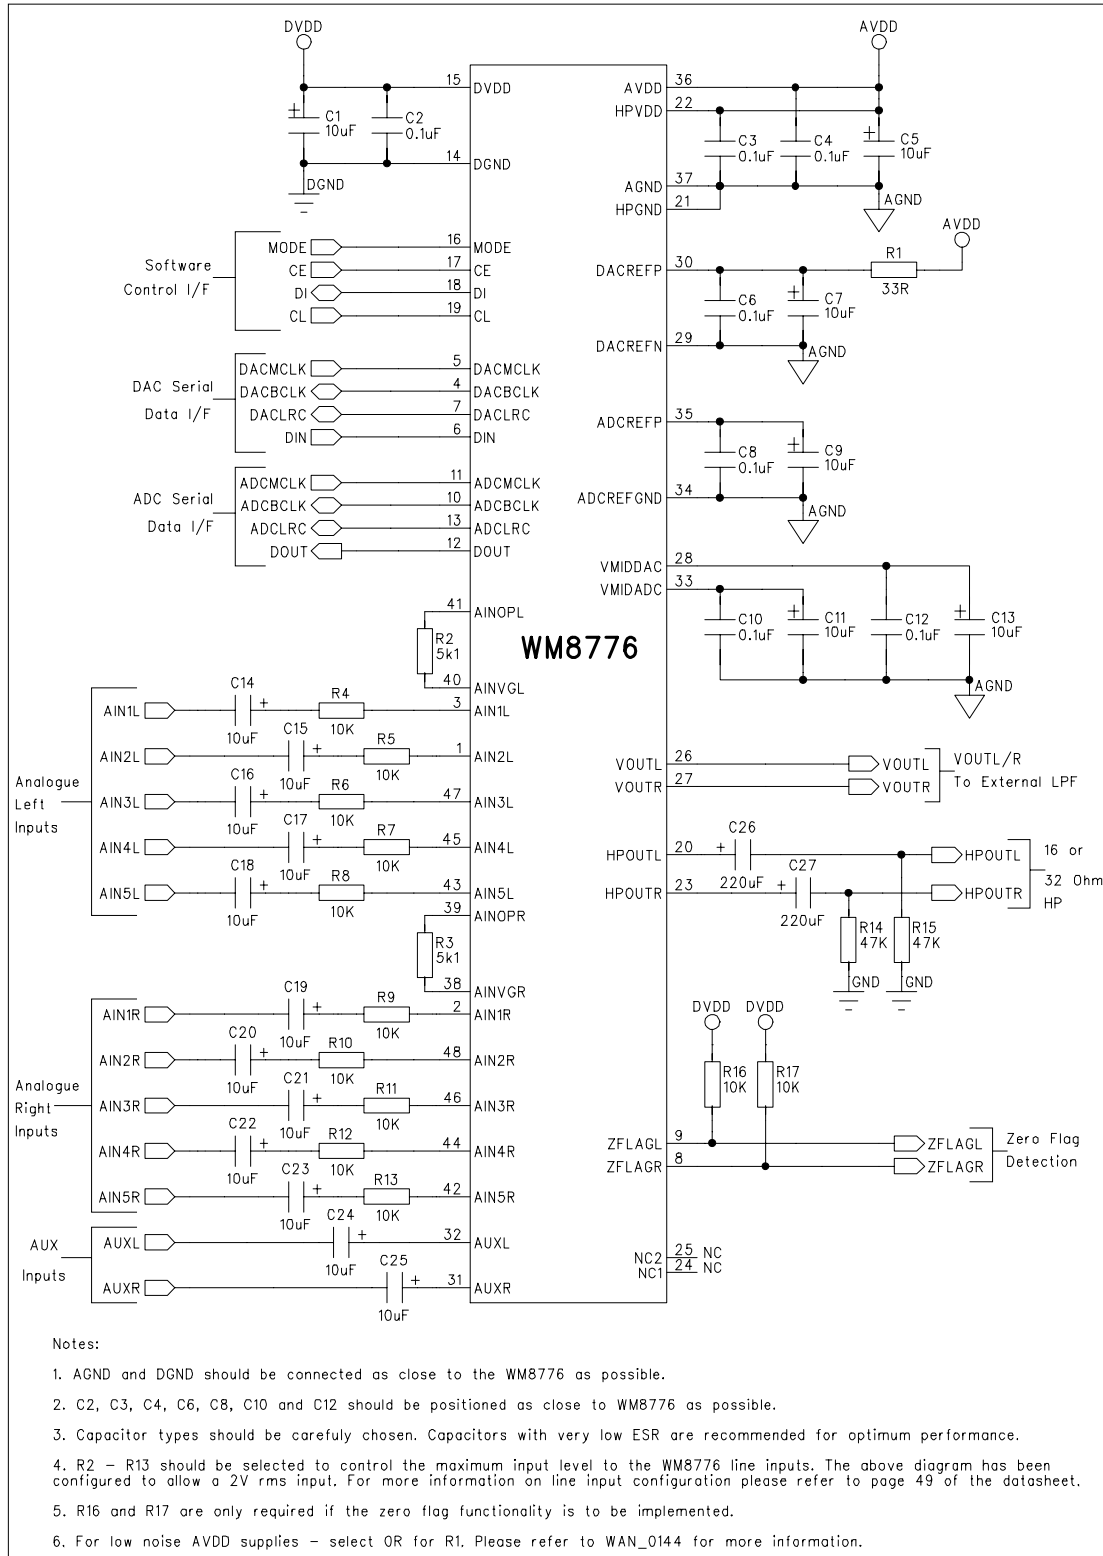 DVDD
AVDD
15 DVDD
AVDD 36
HPVDD 22
C1
10uF
C2
0.1uF
C3
0.1uF
C4
0.1uF
C5
10uF
14 DGND
DGND
AGND 37
HPGND 21
AGND
AVDD
Software
Control I/F
MODE 16 MODE
CE 17 CE
DI 18 DI
CL 19 CL
DACREFP 30
R1
33R
C6
0.1uF
C7
10uF
DACREFN 29
AGND
DAC Serial
Data I/F
DACMCLK 5 DACMCLK
DACBCLK 4 DACBCLK
DACLRC 7 DACLRC
DIN 6 DIN
ADCREFP 35
C8
0.1uF
C9
10uF
ADCREFGND 34
AGND
ADC Serial
Data I/F
ADCMCLK 11 ADCMCLK
ADCBCLK 10 ADCBCLK
ADCLRC 13 ADCLRC
DOUT 12 DOUT
VMIDDAC 28
VMIDADC 33
C10
0.1uF
C11
10uF
C12
0.1uF
C13
10uF
AGND
41 AINOPL
R2
5k1
40 AINVGL
WM8776
Analogue
Left
Inputs
AIN1L C14 + 10uF R4 10K 3 AIN1L
AIN2L C15 + 10uF R5 10K 1 AIN2L
AIN3L C16 + 10uF R6 10K 47 AIN3L
AIN4L C17 + 10uF R7 10K 45 AIN4L
AIN5L C18 + 10uF R8 10K 43 AIN5L
VOUTL 26 VOUTL
VOUTR 27 VOUTR
VOUTL/R
To External LPF
HPOUTL 20 + C26 220uF HPOUTL
HPOUTR 23 + C27 220uF HPOUTR
16 or
32 Ohm
HP
R14
47K
R15
47K
GND
GND
39 AINOPR
R3
5k1
38 AINVGR
Analogue
Right
Inputs
AIN1R C19 + 10uF R9 10K 2 AIN1R
AIN2R C20 + 10uF R10 10K 48 AIN2R
AIN3R C21 + 10uF R11 10K 46 AIN3R
AIN4R C22 + 10uF R12 10K 44 AIN4R
AIN5R C23 + 10uF R13 10K 42 AIN5R
DVDD DVDD
R16
10K
R17
10K
ZFLAGL 9 ZFLAGL
ZFLAGR 8 ZFLAGR
Zero Flag
Detection
AUX
Inputs
AUXL C24 + 10uF 32 AUXL
AUXR C25 + 10uF 31 AUXR
NC2 25 NC
NC1 24 NC
Notes:
1. AGND and DGND should be connected as close to the WM8776 as possible.
2. C2, C3, C4, C6, C8, C10 and C12 should be positioned as close to WM8776 as possible.
3. Capacitor types should be carefuly chosen. Capacitors with very low ESR are recommended for optimum performance.
4. R2 – R13 should be selected to control the maximum input level to the WM8776 line inputs. The above diagram has been
configured to allow a 2V rms input. For more information on line input configuration please refer to page 49 of the datasheet.
5. R16 and R17 are only required if the zero flag functionality is to be implemented.
6. For low noise AVDD supplies – select 0R for R1. Please refer to WAN_0144 for more information.